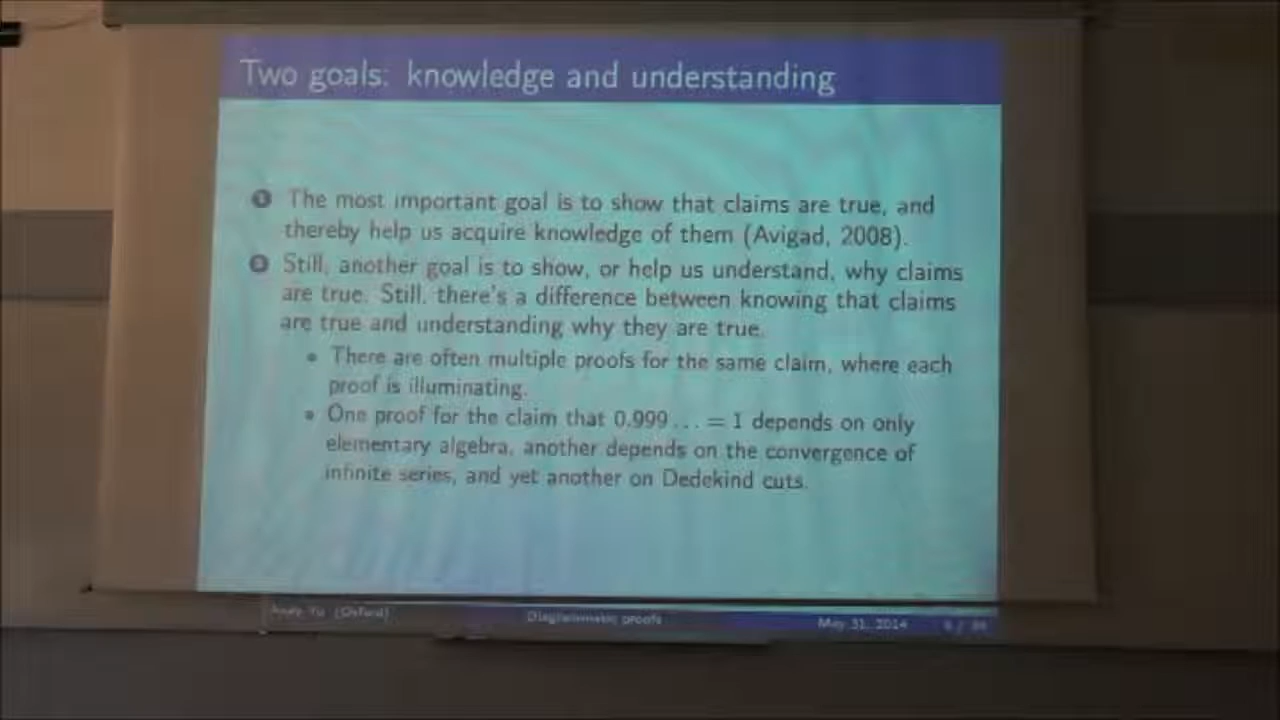 Two goals: knowledge and understanding
1 The most important goal is to show that claims are true, and
thereby help us acquire knowledge of them (Avigad, 2008).
2 Still, another goal is to show, or help us understand, why claims
are true. Still, there's a difference between knowing that claims
are true and understanding why they are true.
• There are often multiple proofs for the same claim, where each
proof is illuminating.
• One proof for the claim that 0.999... = 1 depends on only
elementary algebra, another depends on the convergence of
infinite series, and yet another on Dedekind cuts.
Andy Yu (Oxford)
Diagrammatic proofs
May 31, 2014